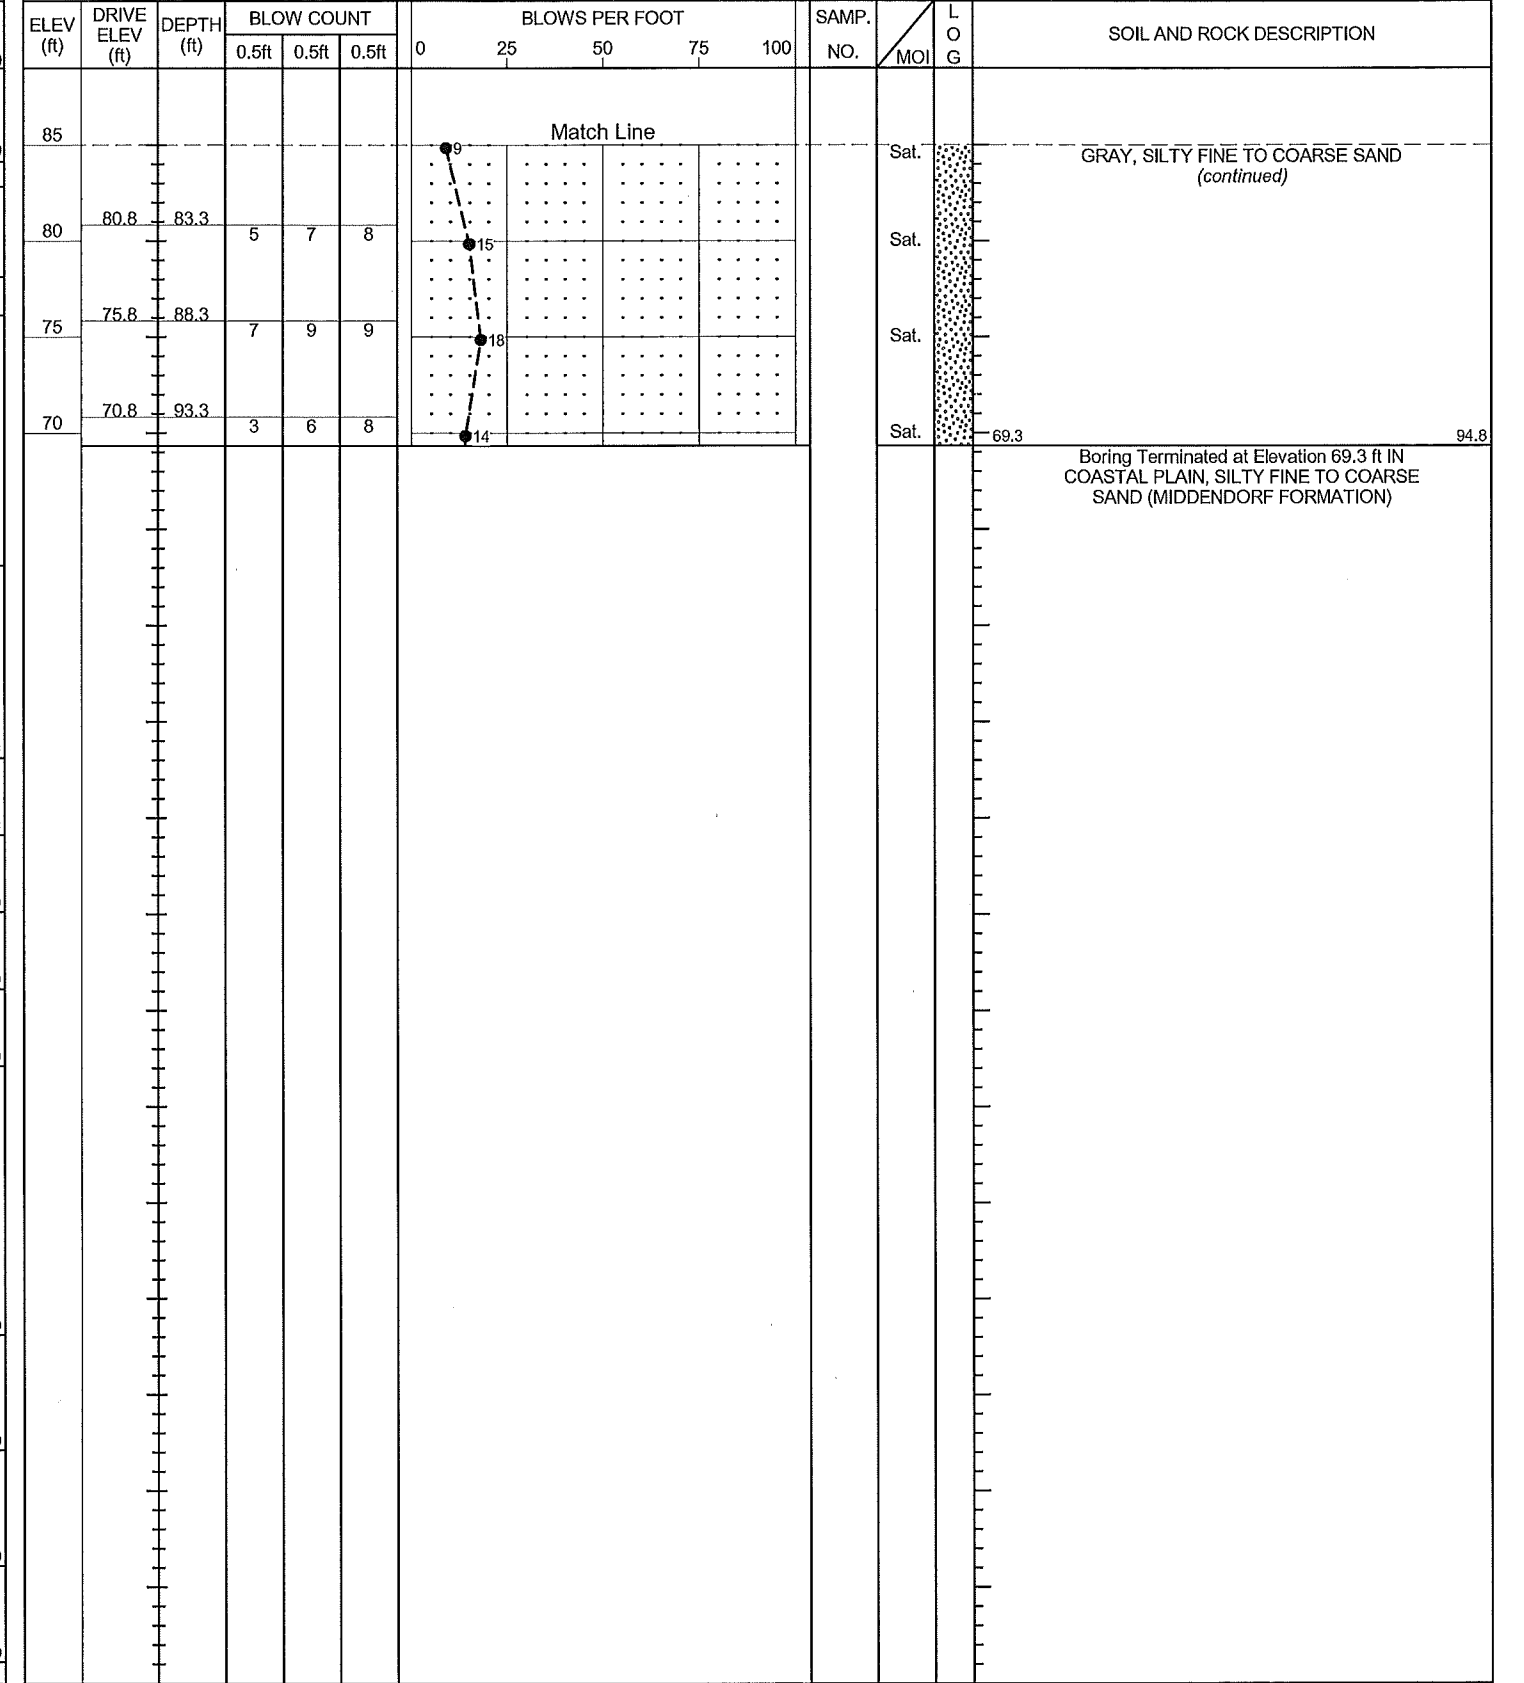 ELEV (ft) DRIVE ELEV (ft) DEPTH (ft) BLOW COUNT BLOWS PER FOOT SAMP. NO. MOI LOG SOIL AND ROCK DESCRIPTION
0.5ft 0.5ft 0.5ft 0 25 50 75 100
85 Match Line
9 Sat. GRAY, SILTY FINE TO COARSE SAND
(continued)
80.8 83.3
80 5 7 8 15 Sat.
75.8 88.3
75 7 9 9 18 Sat.
70.8 93.3
70 3 6 8 14 Sat. 69.3 94.8
Boring Terminated at Elevation 69.3 ft IN
COASTAL PLAIN, SILTY FINE TO COARSE
SAND (MIDDENDORF FORMATION)